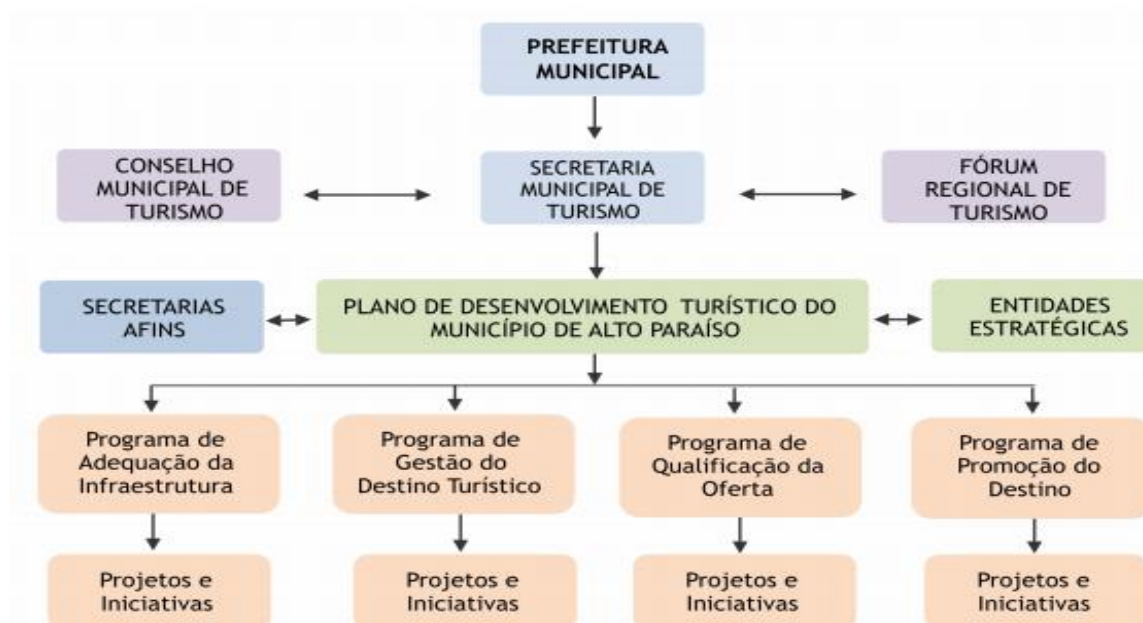 PREFEITURA
MUNICIPAL
CONSELHO
MUNICIPAL DE
TURISMO
SECRETARIA
MUNICIPAL DE
TURISMO
FÓRUM
REGIONAL DE
TURISMO
SECRETARIAS
AFINS
PLANO DE DESENVOLVIMENTO TURÍSTICO DO
MUNICÍPIO DE ALTO PARAÍSO
ENTIDADES
ESTRATÉGICAS
Programa de
Adequação da
Infraestrutura
Programa de
Gestão do
Destino Turístico
Programa de
Qualificação da
Oferta
Programa de
Promoção do
Destino
Projetos e
Iniciativas
Projetos e
Iniciativas
Projetos e
Iniciativas
Projetos e
Iniciativas